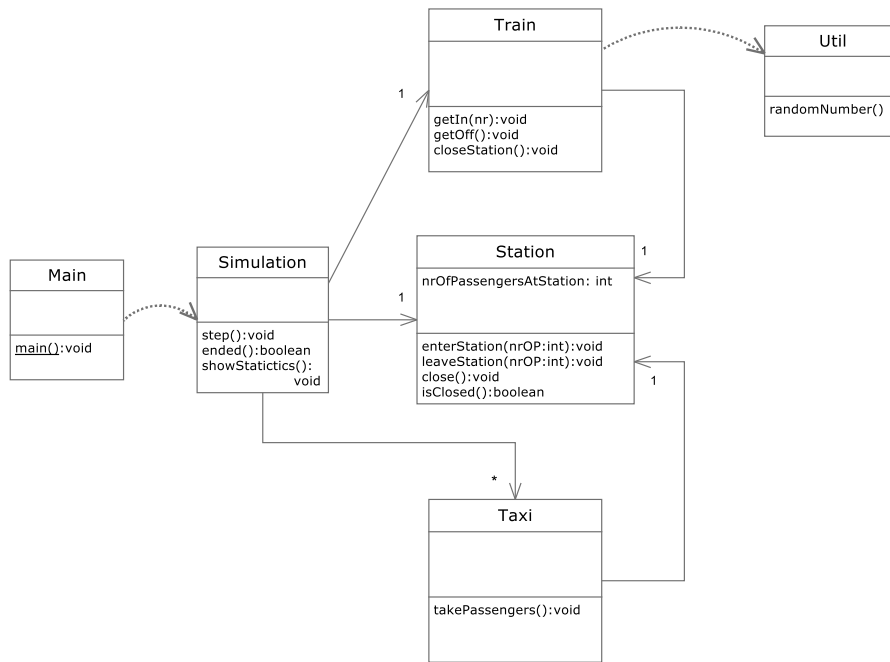 Train
getIn(nr):void
getOff():void
closeStation():void
Util
randomNumber()
1
Main
main():void
Simulation
step():void
ended():boolean
showStatictics():
void
1
Station
nrOfPassengersAtStation: int
enterStation(nrOP:int):void
leaveStation(nrOP:int):void
close():void
isClosed():boolean
1
1
*
Taxi
takePassengers():void